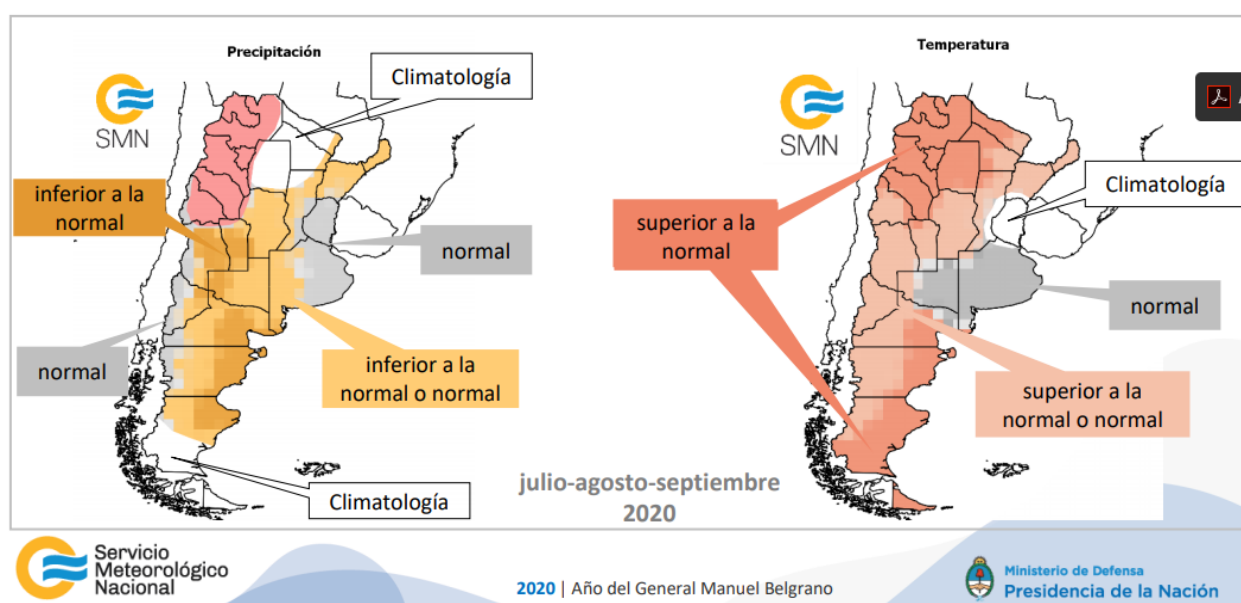 Precipitación
Climatología
SMN
inferior a la
normal
normal
normal
inferior a la
normal o normal
Climatología
Temperatura
SMN
Climatología
superior a la
normal
normal
superior a la
normal o normal
julio-agosto-septiembre
2020
Servicio
Meteorológico
Nacional
2020 | Año del General Manuel Belgrano
Ministerio de Defensa
Presidencia de la Nación